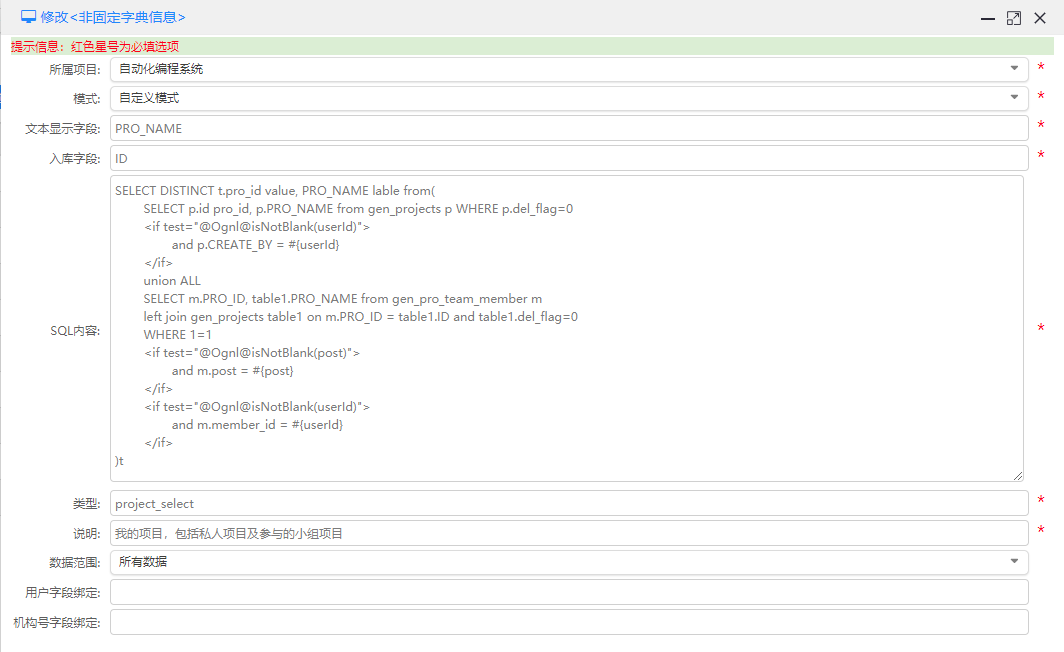 修改<非固定字典信息>
提示信息：红色星号为必填选项
所属项目: 自动化编程系统 *
模式: 自定义模式 *
文本显示字段: PRO_NAME *
入库字段: ID *
SQL内容: *
SELECT DISTINCT t.pro_id value, PRO_NAME lable from(
SELECT p.id pro_id, p.PRO_NAME from gen_projects p WHERE p.del_flag=0
<if test="@Ognl@isNotBlank(userId)">
and p.CREATE_BY = #{userId}
</if>
union ALL
SELECT m.PRO_ID, table1.PRO_NAME from gen_pro_team_member m
left join gen_projects table1 on m.PRO_ID = table1.ID and table1.del_flag=0
WHERE 1=1
<if test="@Ognl@isNotBlank(post)">
and m.post = #{post}
</if>
<if test="@Ognl@isNotBlank(userId)">
and m.member_id = #{userId}
</if>
)t
类型: project_select *
说明: 我的项目，包括私人项目及参与的小组项目 *
数据范围: 所有数据
用户字段绑定:
机构号字段绑定: